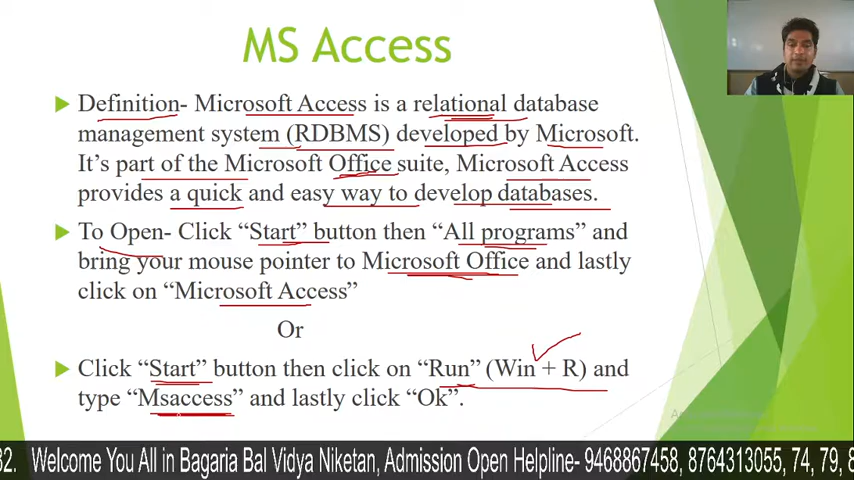 MS Access
Definition- Microsoft Access is a relational database
management system (RDBMS) developed by Microsoft.
It's part of the Microsoft Office suite, Microsoft Access
provides a quick and easy way to develop databases.
To Open- Click “Start” button then “All programs” and
bring your mouse pointer to Microsoft Office and lastly
click on “Microsoft Access”
Or
Click “Start” button then click on “Run” (Win + R) and
type “Msaccess” and lastly click “Ok”.
32. Welcome You All in Bagaria Bal Vidya Niketan, Admission Open Helpline- 9468867458, 8764313055, 74, 79, 8